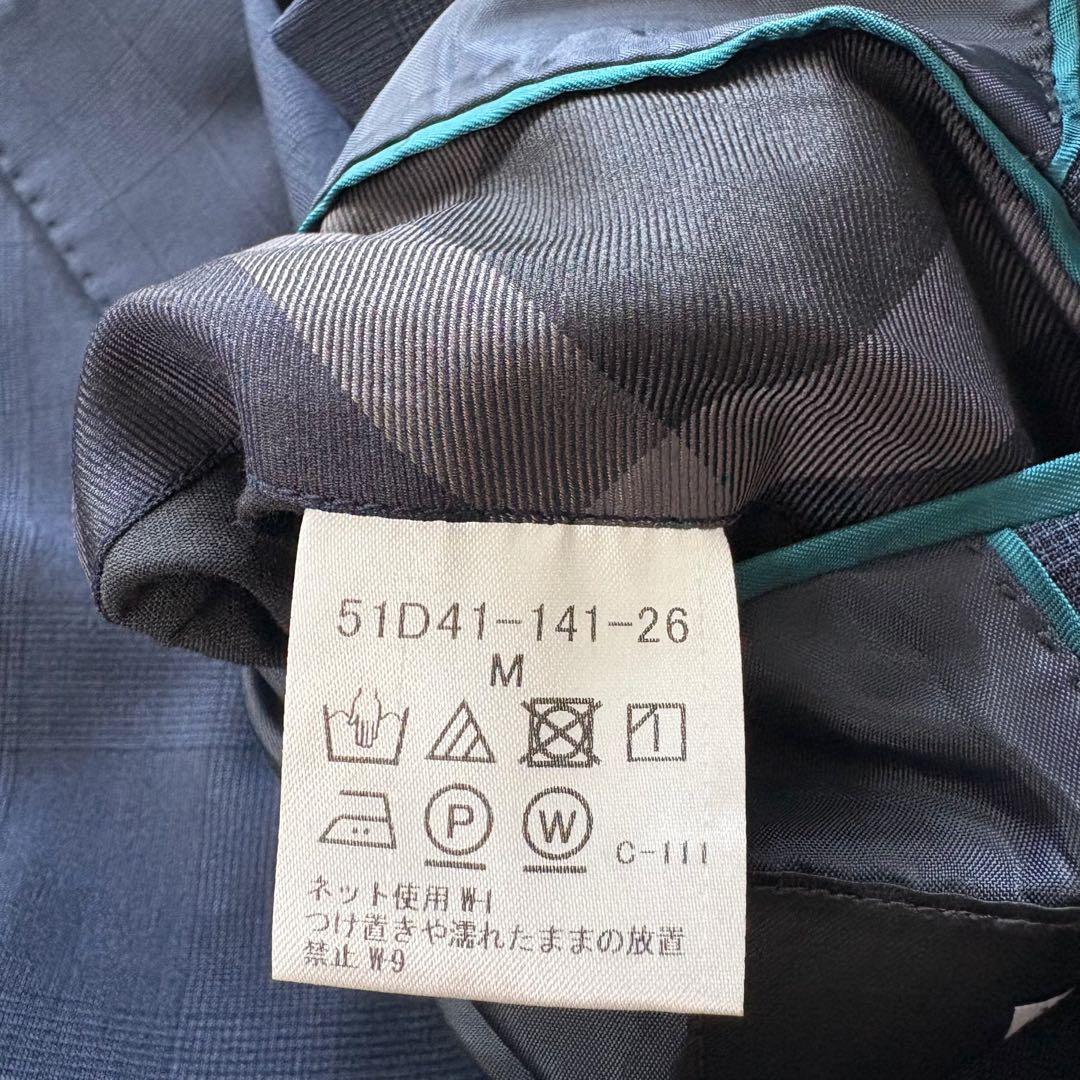 51D41-141-26
M
P W C-111
ネット使用 W-1
つけ置きや濡れたままの放置
禁止 W-9